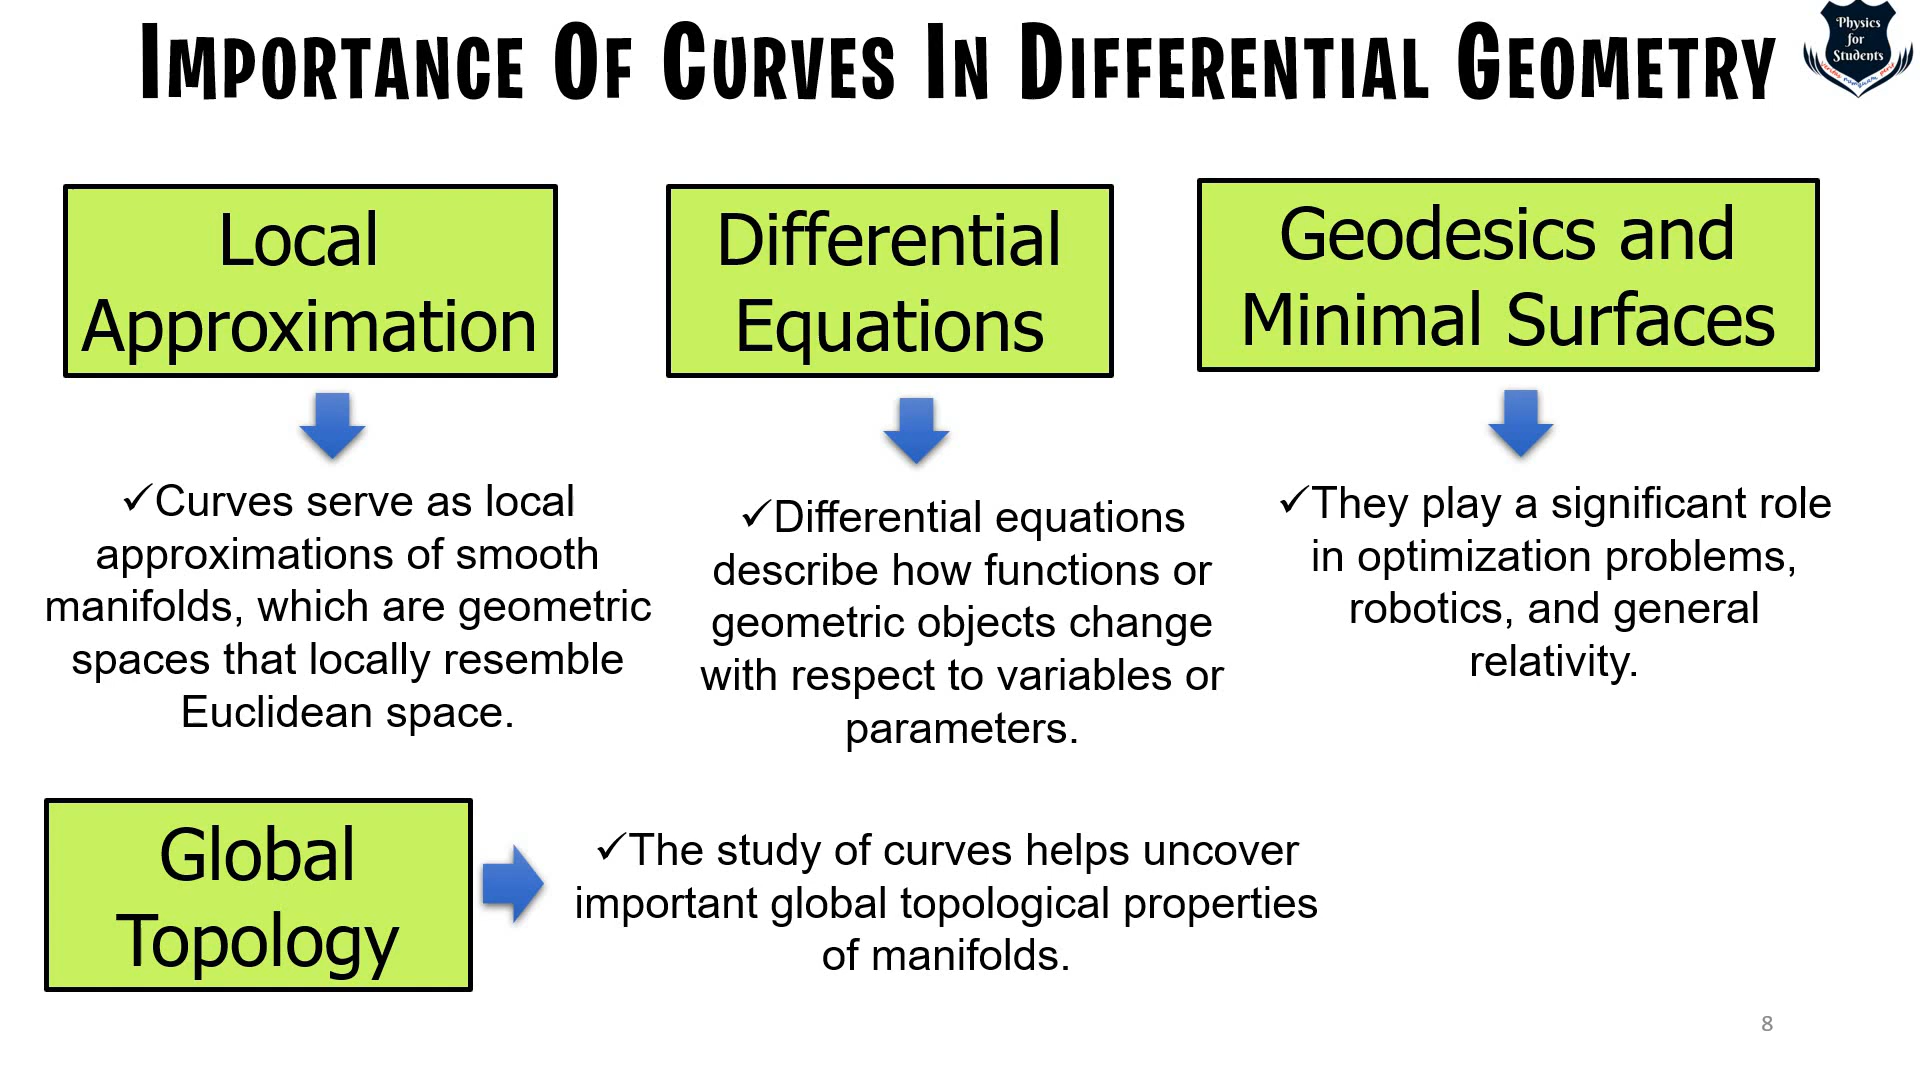 IMPORTANCE OF CURVES IN DIFFERENTIAL GEOMETRY
Physics
for
Students
Local
Approximation
✓Curves serve as local
approximations of smooth
manifolds, which are geometric
spaces that locally resemble
Euclidean space.
Differential
Equations
✓Differential equations
describe how functions or
geometric objects change
with respect to variables or
parameters.
Geodesics and
Minimal Surfaces
✓They play a significant role
in optimization problems,
robotics, and general
relativity.
Global
Topology
✓The study of curves helps uncover
important global topological properties
of manifolds.
8